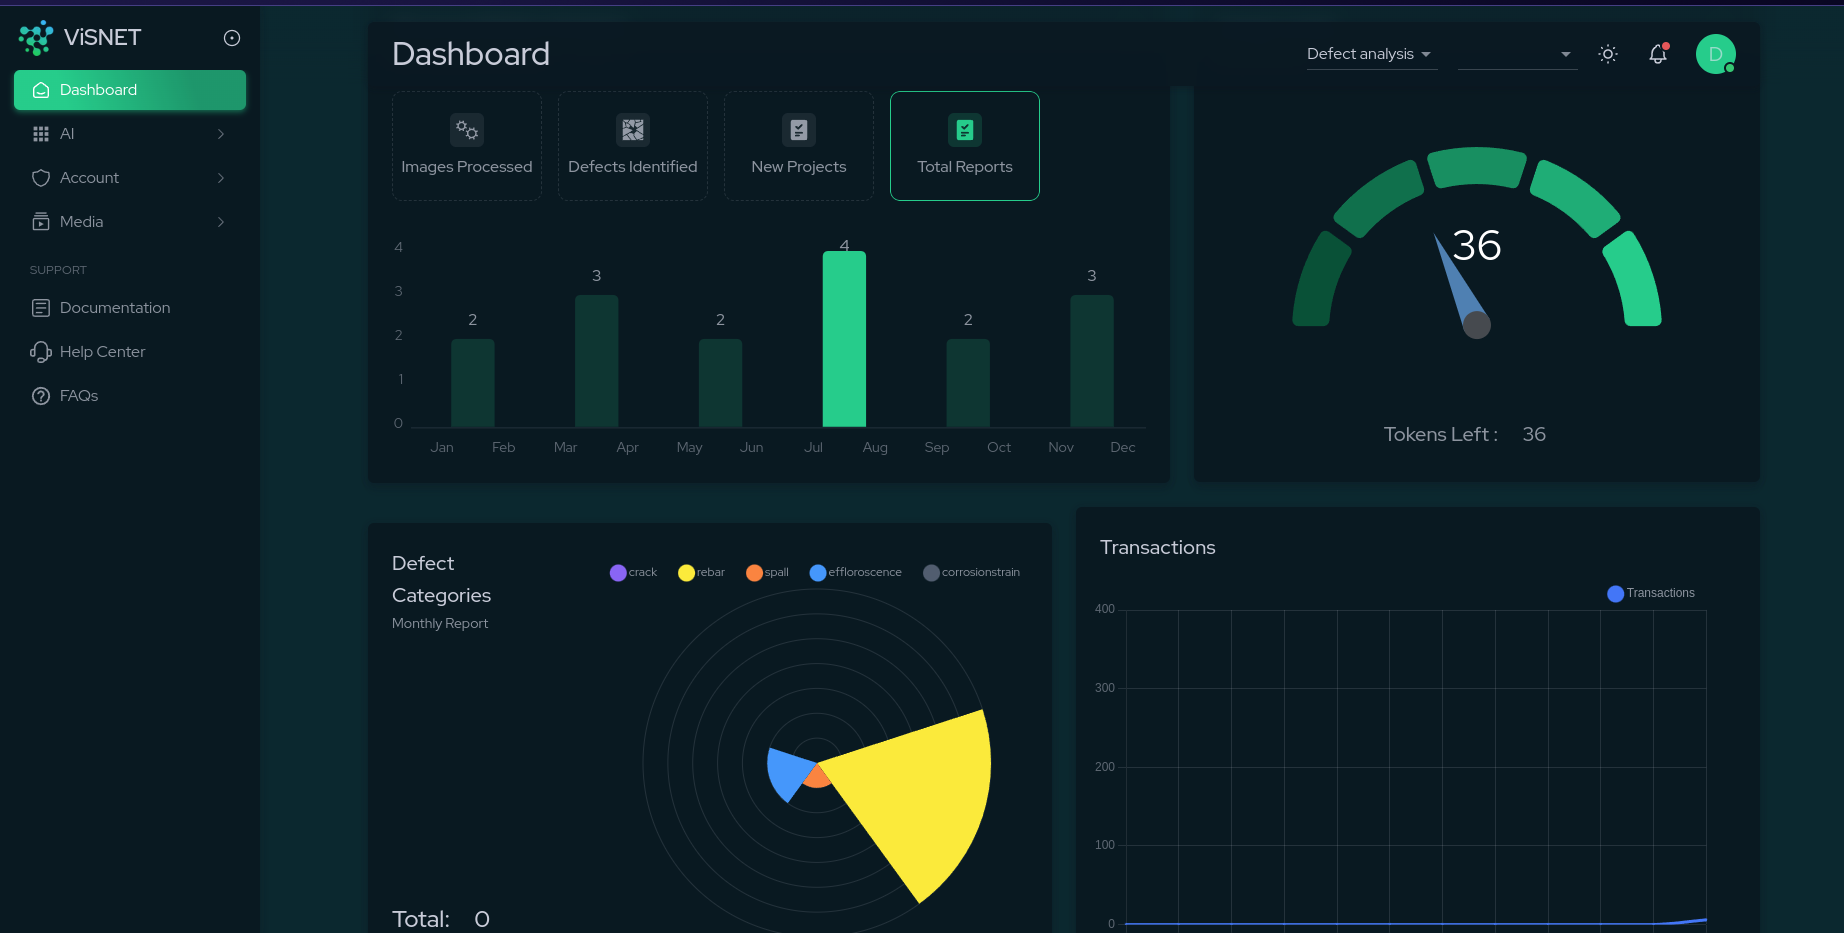 ViSNET
Dashboard
AI
Account
Media
SUPPORT
Documentation
Help Center
FAQs
Dashboard
Defect analysis
D
Images Processed
Defects Identified
New Projects
Total Reports
4
3
2
1
0
2
3
2
4
2
3
Jan Feb Mar Apr May Jun Jul Aug Sep Oct Nov Dec
36
Tokens Left : 36
Defect
Categories
Monthly Report
crack rebar spall effloroscence corrosionstrain
Total: 0
Transactions
Transactions
400
300
200
100
0